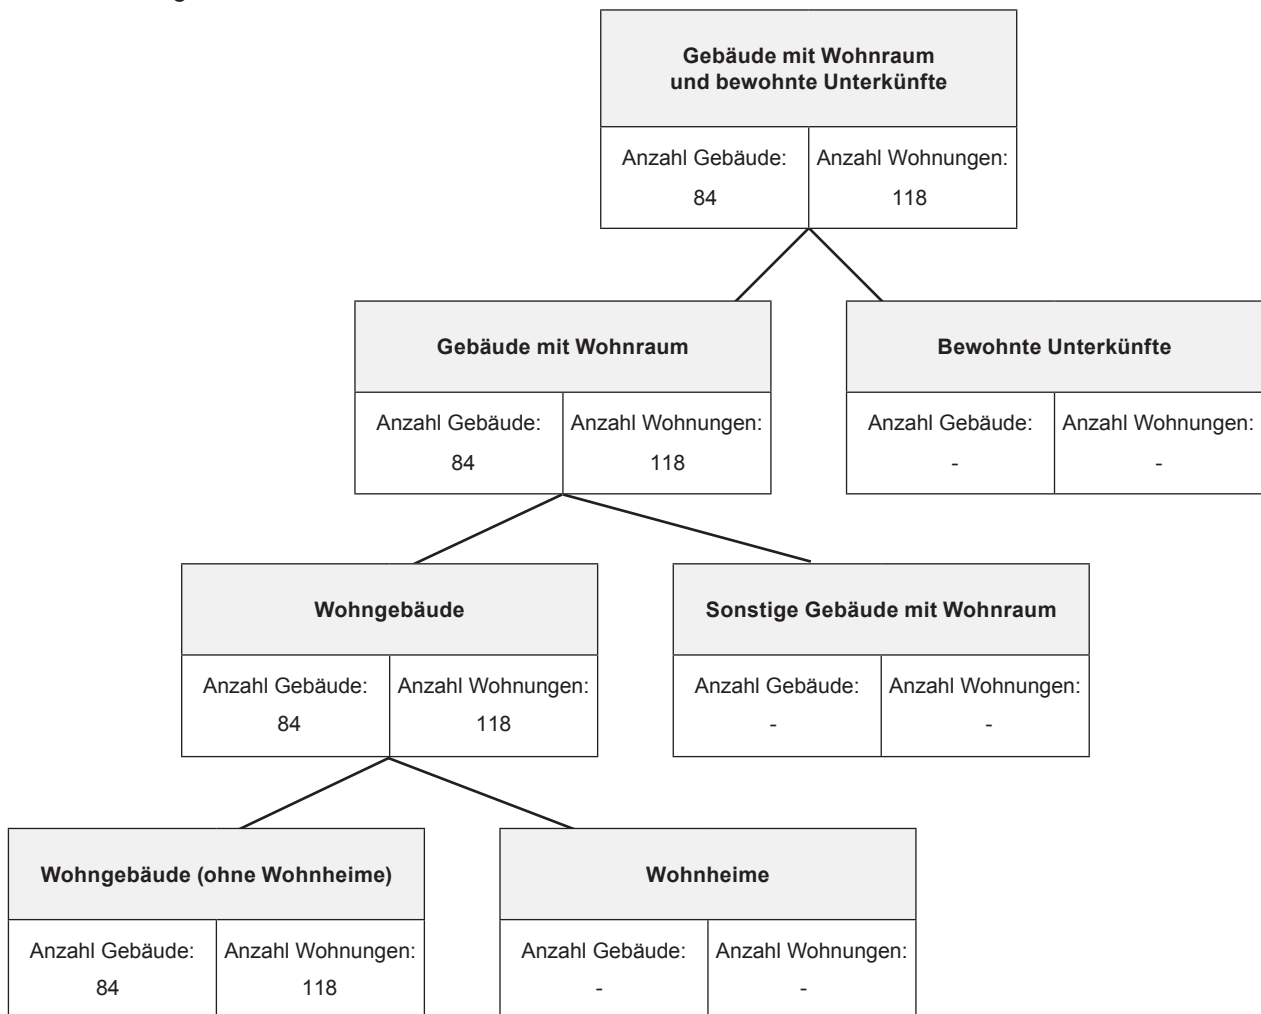 Gebäude mit Wohnraum
und bewohnte Unterkünfte
Anzahl Gebäude: Anzahl Wohnungen:
84 118
Gebäude mit Wohnraum
Bewohnte Unterkünfte
Anzahl Gebäude: Anzahl Wohnungen:
84 118
Anzahl Gebäude: Anzahl Wohnungen:
- -
Wohngebäude
Sonstige Gebäude mit Wohnraum
Anzahl Gebäude: Anzahl Wohnungen:
84 118
Anzahl Gebäude: Anzahl Wohnungen:
- -
Wohngebäude (ohne Wohnheime)
Wohnheime
Anzahl Gebäude: Anzahl Wohnungen:
84 118
Anzahl Gebäude: Anzahl Wohnungen:
- -